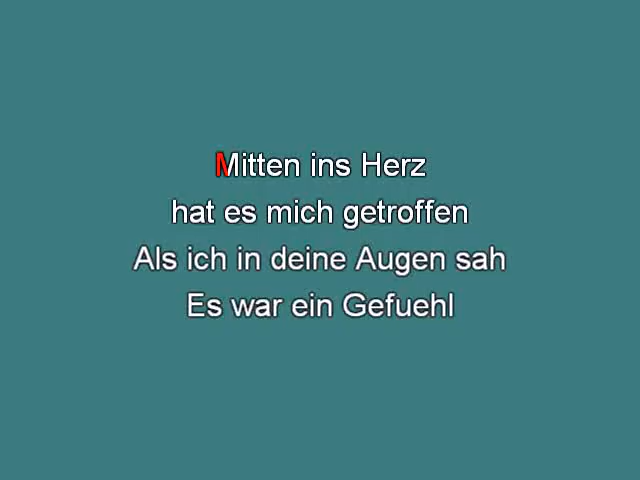 Mitten ins Herz
hat es mich getroffen
Als ich in deine Augen sah
Es war ein Gefuehl